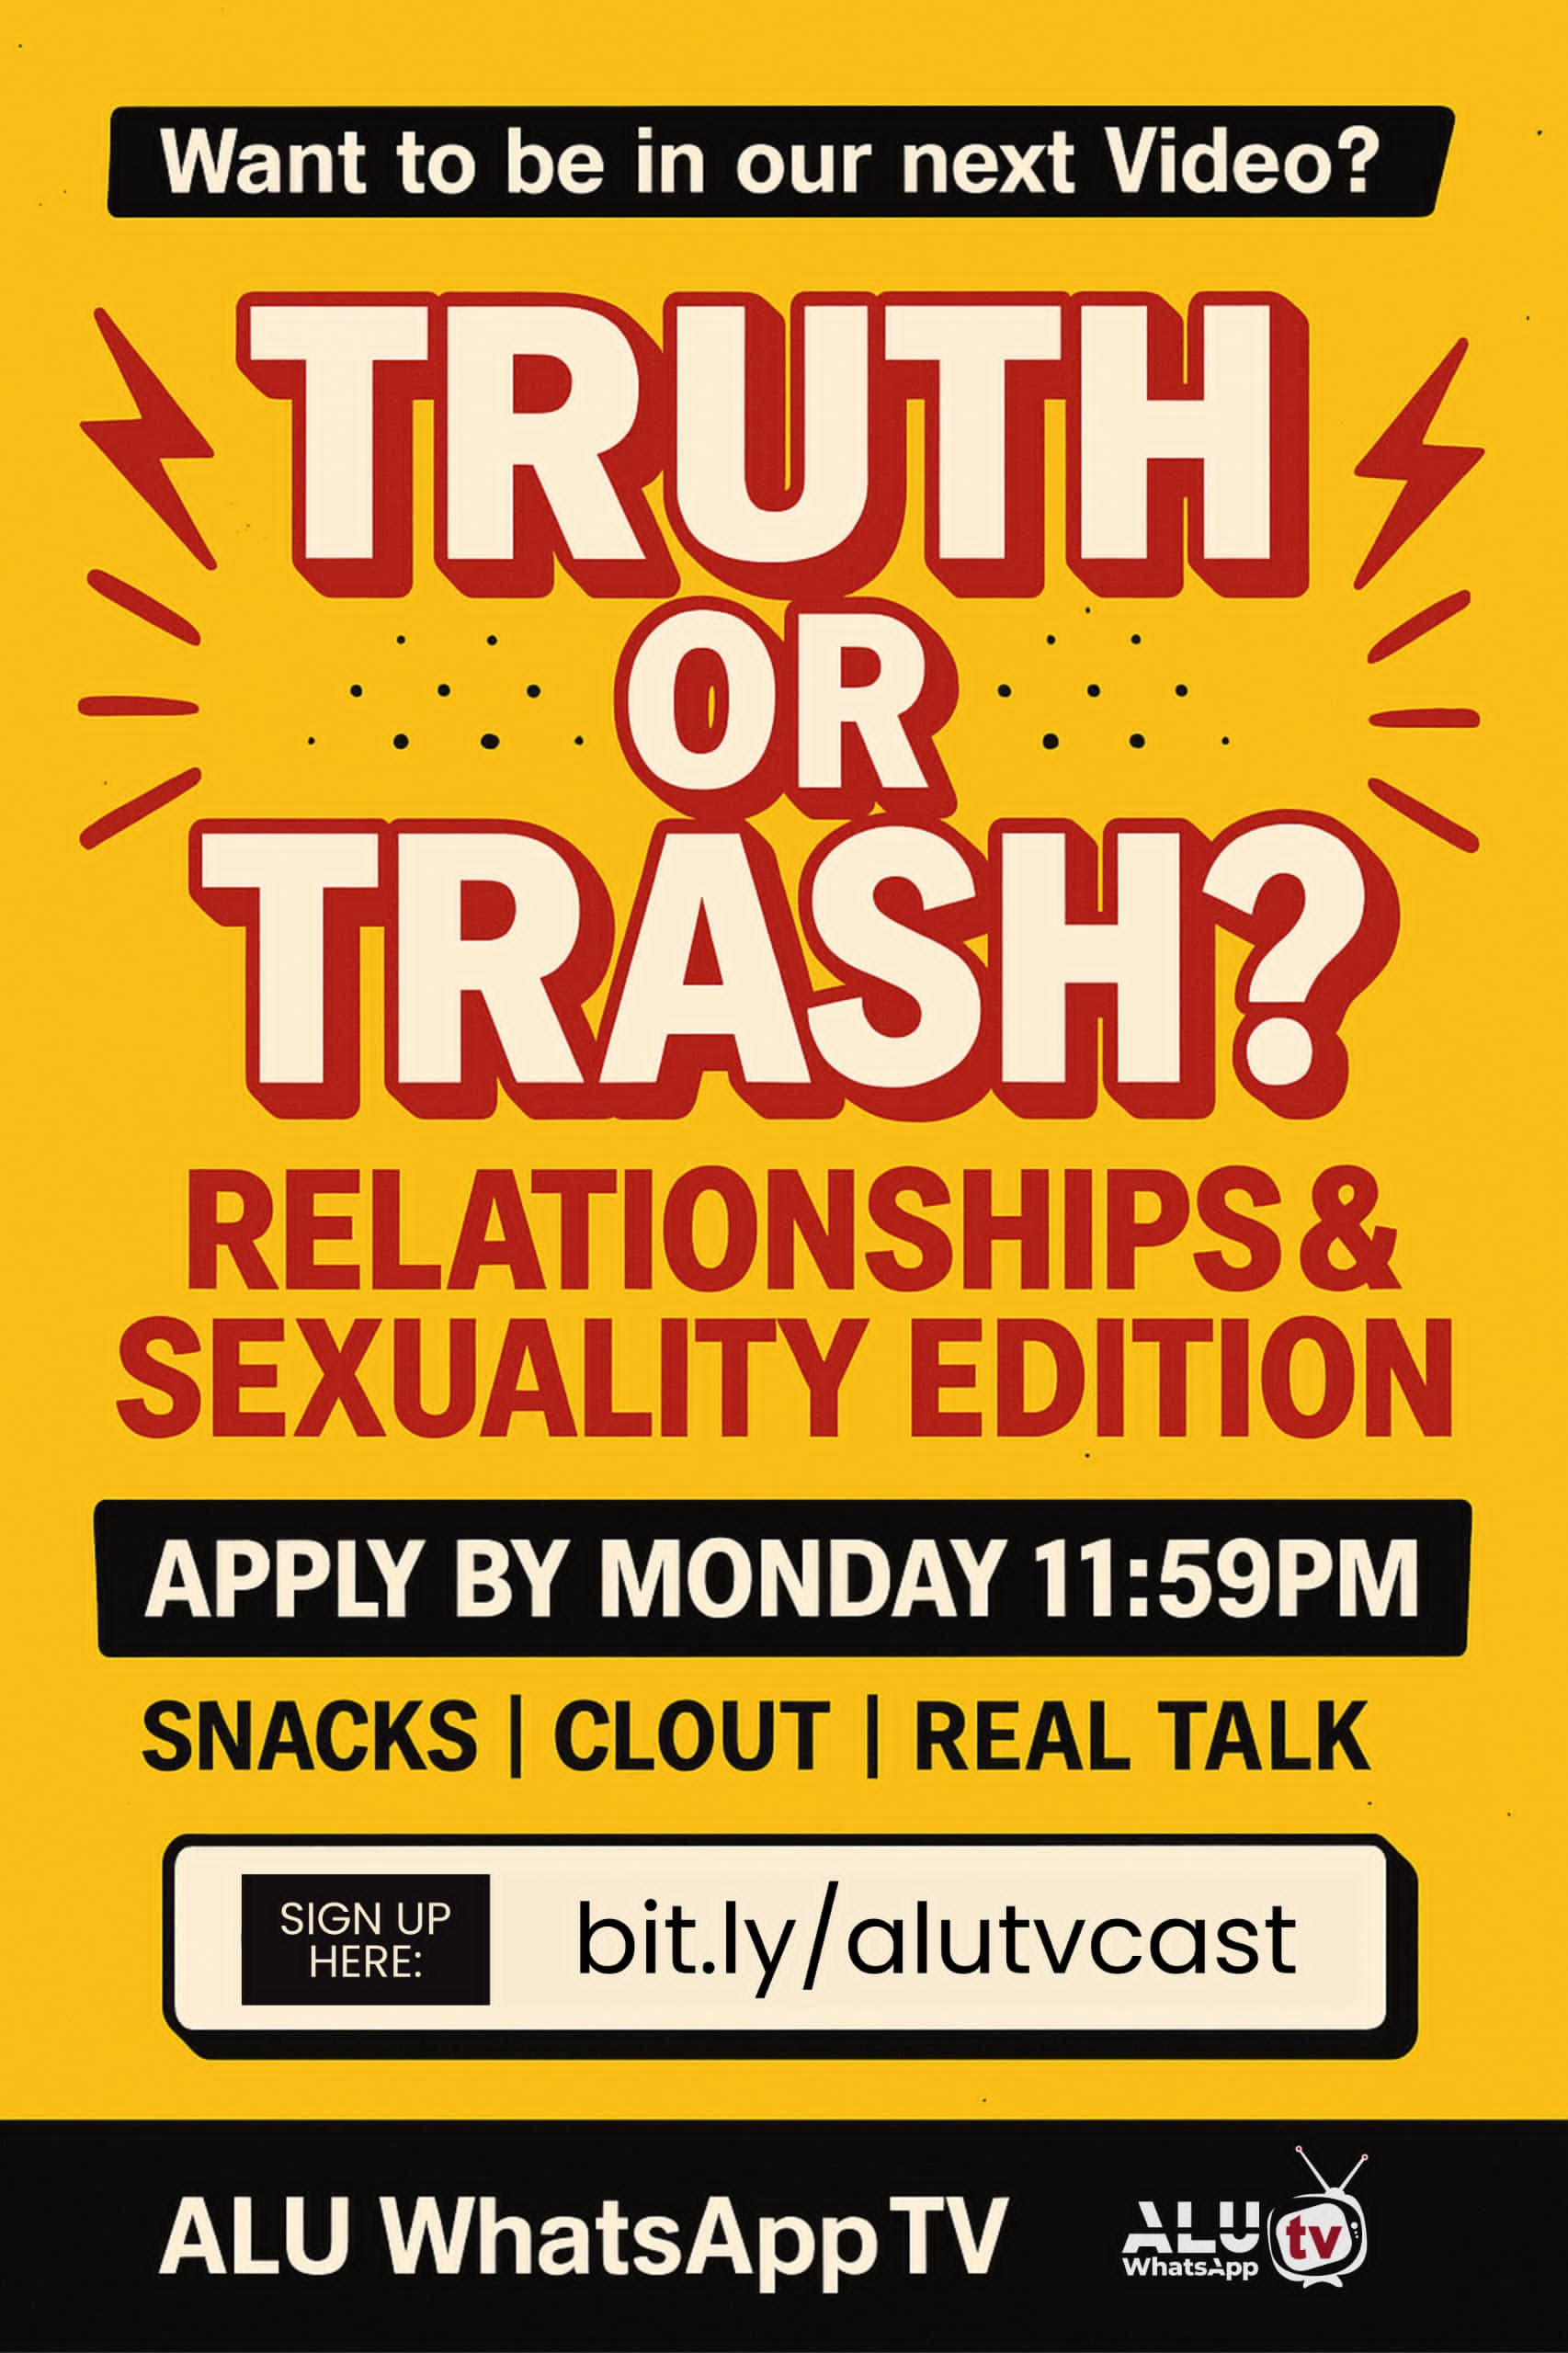 Want to be in our next Video?
TRUTH
OR
TRASH?
RELATIONSHIPS &
SEXUALITY EDITION
APPLY BY MONDAY 11:59PM
SNACKS | CLOUT | REAL TALK
SIGN UP
HERE:
bit.ly/alutvcast
ALU WhatsApp TV
ALU
WhatsApp
tv